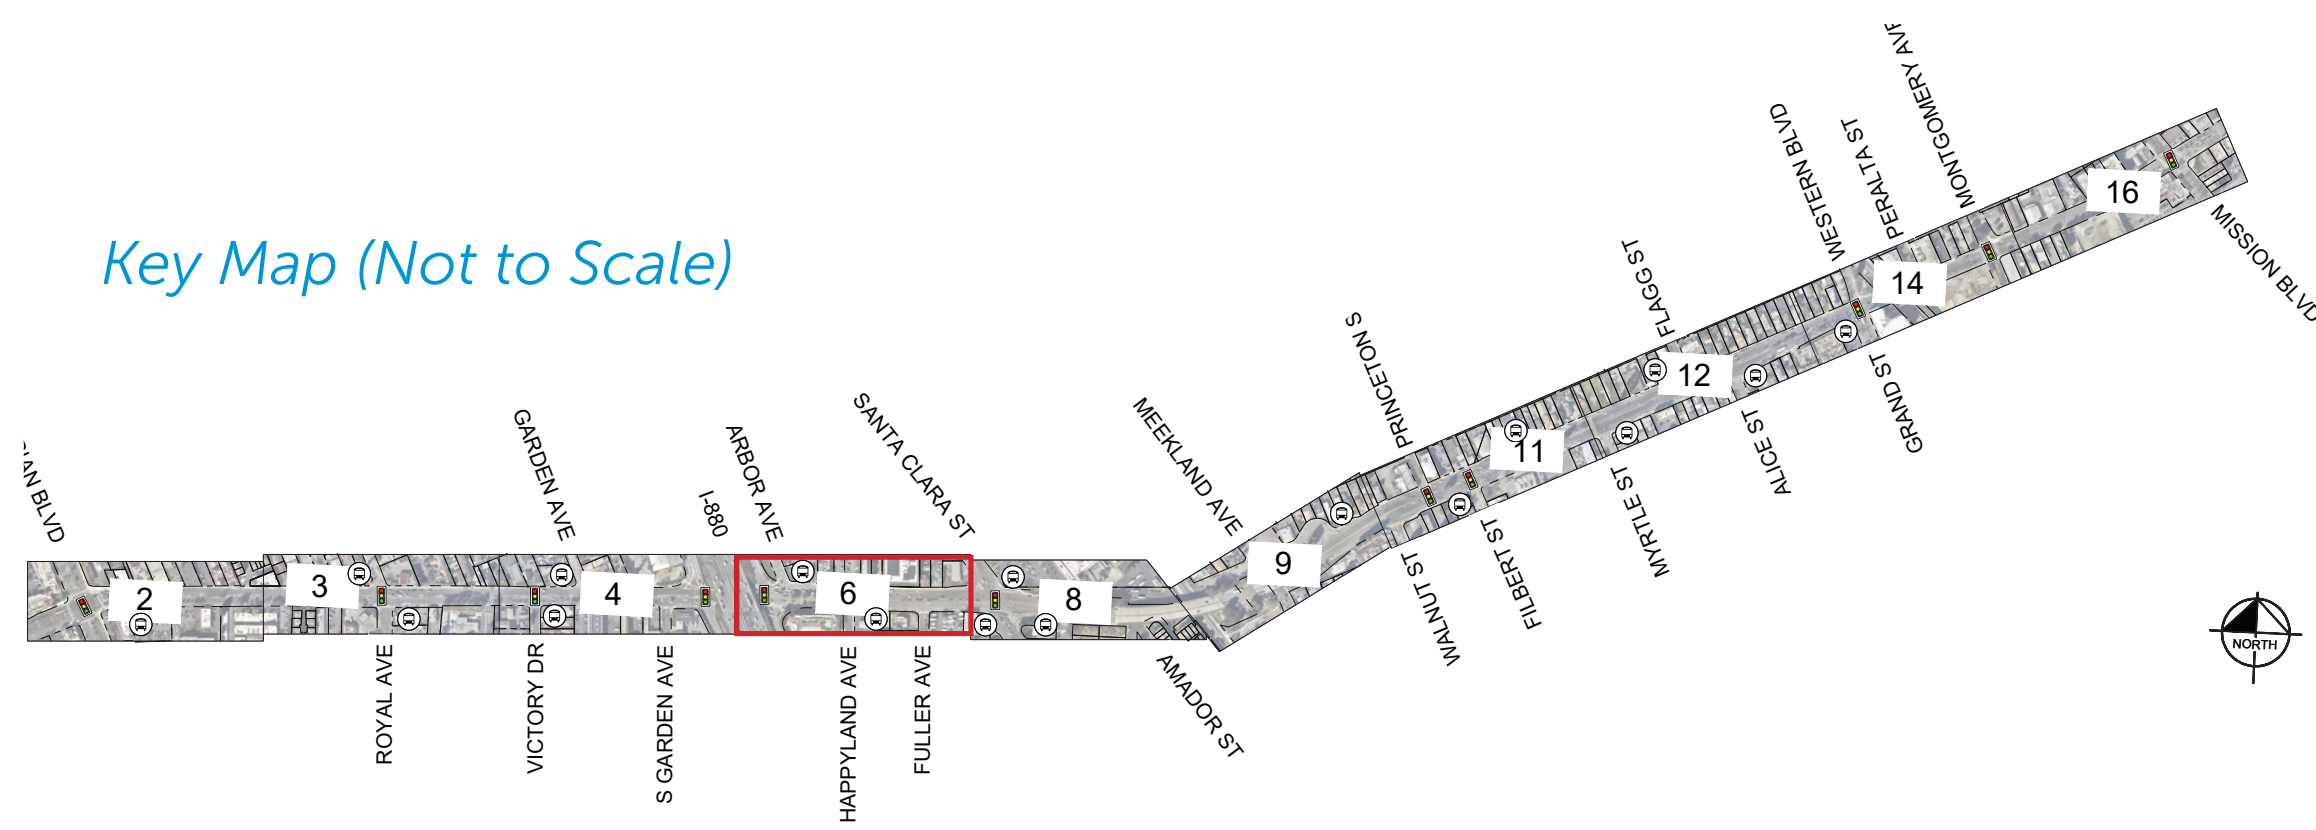 Key Map (Not to Scale)
MONTGOMERY AVE
PERALTA ST
WESTERN BLVD
FLAGG ST
PRINCETON S
MEEKLAND AVE
SANTA CLARA ST
ARBOR AVE
I-880
GARDEN AVE
BLVD
2
3
4
6
8
9
11
12
14
16
ROYAL AVE
VICTORY DR
S GARDEN AVE
HAPPYLAND AVE
FULLER AVE
AMADOR ST
WALNUT ST
FILBERT ST
MYRTLE ST
ALICE ST
GRAND ST
MISSION BLVD
NORTH